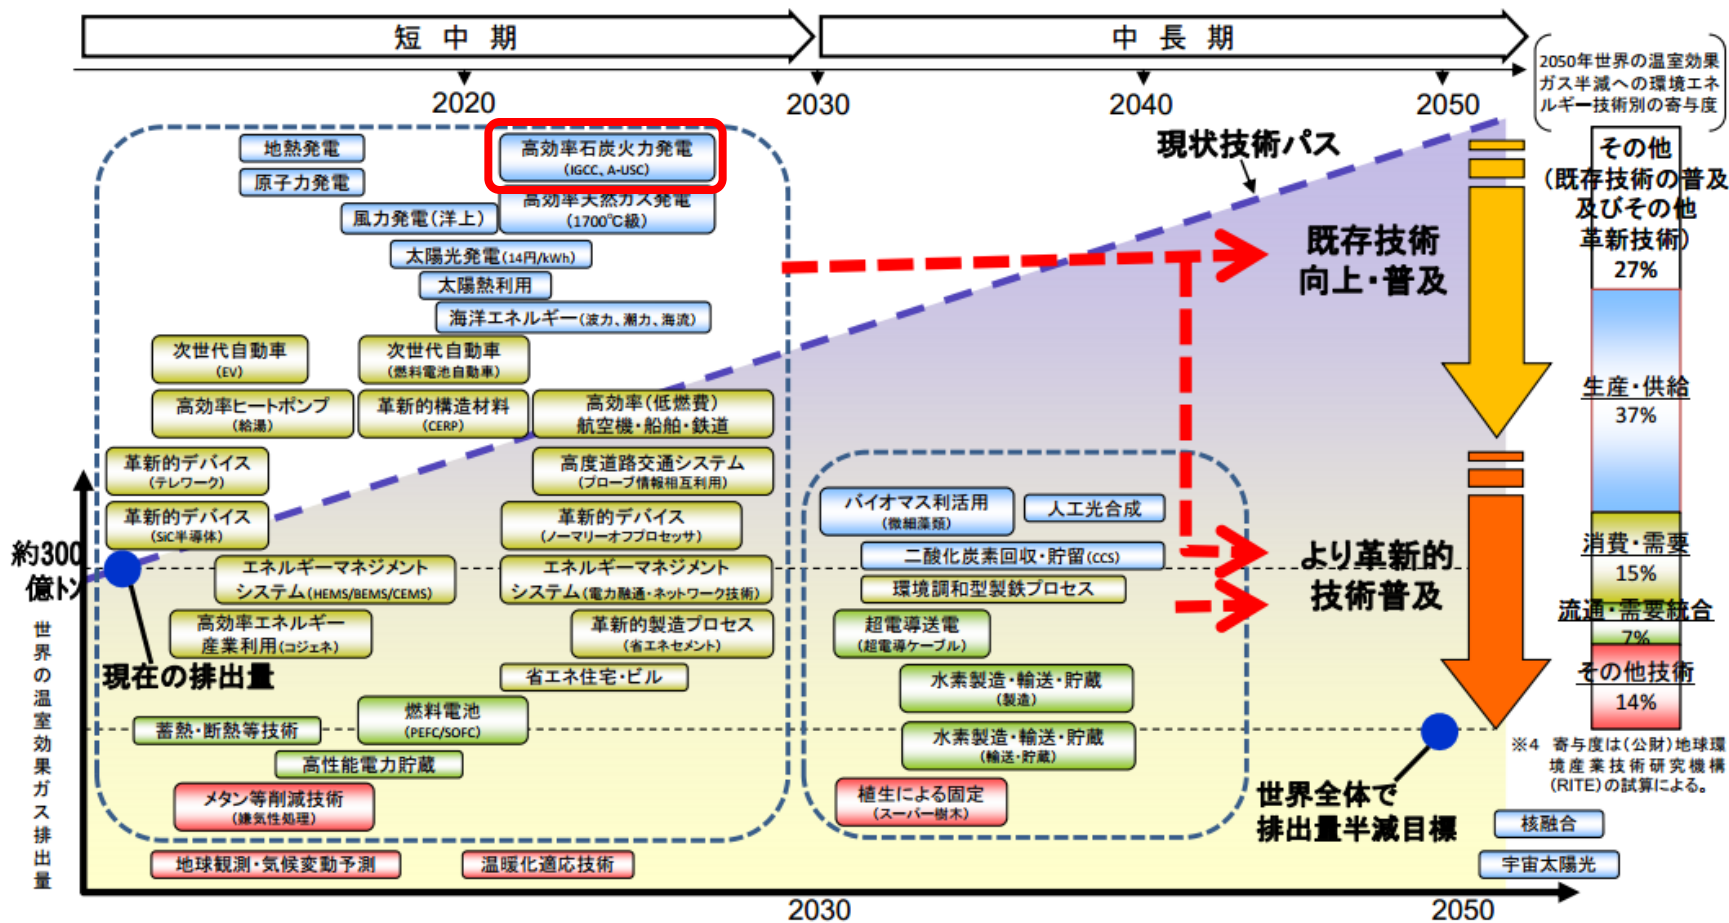 短中期
中長期
2020
2030
2040
2050
2050年世界の温室効果
ガス半減への環境エネ
ルギー技術別の寄与度
地熱発電
原子力発電
高効率石炭火力発電
(IGCC、A-USC)
高効率天然ガス発電
(1700℃級)
風力発電(洋上)
太陽光発電(14円/kWh)
太陽熱利用
海洋エネルギー(波力、潮力、海流)
次世代自動車
(EV)
次世代自動車
(燃料電池自動車)
高効率ヒートポンプ
(給湯)
革新的構造材料
(CERP)
高効率(低燃費)
航空機・船舶・鉄道
革新的デバイス
(テレワーク)
高度道路交通システム
(プローブ情報相互利用)
革新的デバイス
(SiC半導体)
革新的デバイス
(ノーマリーオフプロセッサ)
エネルギーマネジメント
システム(HEMS/BEMS/CEMS)
エネルギーマネジメント
システム(電力融通・ネットワーク技術)
高効率エネルギー
産業利用(コジェネ)
革新的製造プロセス
(省エネセメント)
省エネ住宅・ビル
燃料電池
(PEFC/SOFC)
蓄熱・断熱等技術
高性能電力貯蔵
メタン等削減技術
(嫌気性処理)
地球観測・気候変動予測
温暖化適応技術
約300
億トン
世界の温室効果ガス排出量
現在の排出量
現状技術パス
既存技術
向上・普及
バイオマス利活用
(微細藻類)
人工光合成
二酸化炭素回収・貯留(CCS)
環境調和型製鉄プロセス
超電導送電
(超電導ケーブル)
水素製造・輸送・貯蔵
(製造)
水素製造・輸送・貯蔵
(輸送・貯蔵)
植生による固定
(スーパー樹木)
より革新的
技術普及
世界全体で
排出量半減目標
その他
(既存技術の普及
及びその他
革新技術)
27%
生産・供給
37%
消費・需要
15%
流通・需要統合
7%
その他技術
14%
※4 寄与度は(公財)地球環
境産業技術研究機構
(RITE)の試算による。
核融合
宇宙太陽光
2030
2050